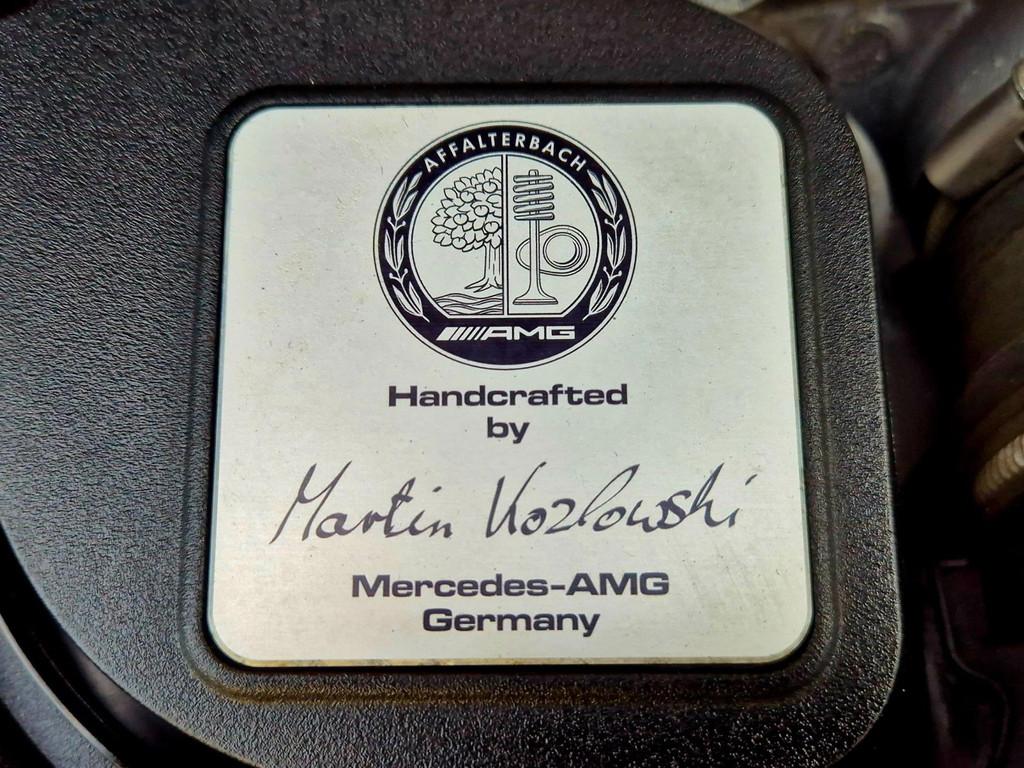 AFFALTERBACH
AMG
Handcrafted
by
Martin Kozlowski
Mercedes-AMG
Germany